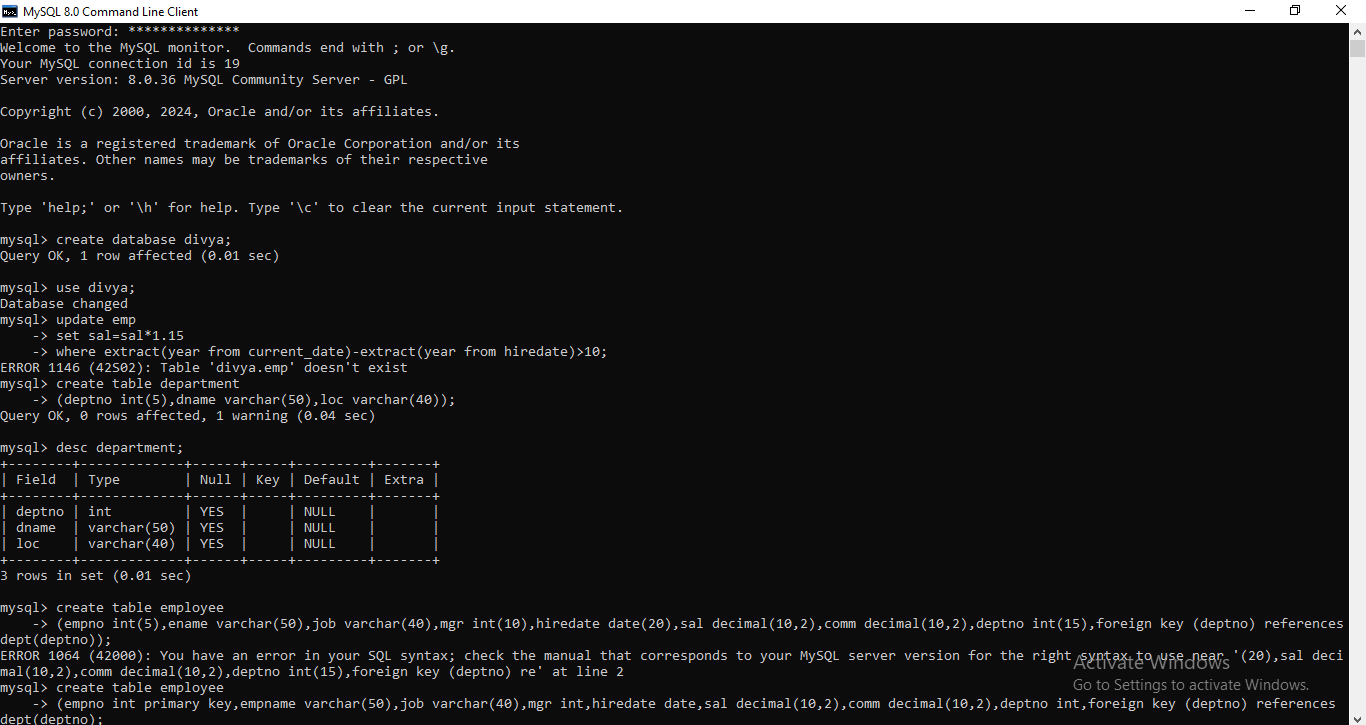 MySQL 8.0 Command Line Client
Enter password: **************
Welcome to the MySQL monitor.  Commands end with ; or \g.
Your MySQL connection id is 19
Server version: 8.0.36 MySQL Community Server - GPL
Copyright (c) 2000, 2024, Oracle and/or its affiliates.
Oracle is a registered trademark of Oracle Corporation and/or its
affiliates. Other names may be trademarks of their respective
owners.
Type 'help;' or '\h' for help. Type '\c' to clear the current input statement.
mysql> create database divya;
Query OK, 1 row affected (0.01 sec)
mysql> use divya;
Database changed
mysql> update emp
    -> set sal=sal*1.15
    -> where extract(year from current_date)-extract(year from hiredate)>10;
ERROR 1146 (42S02): Table 'divya.emp' doesn't exist
mysql> create table department
    -> (deptno int(5),dname varchar(50),loc varchar(40));
Query OK, 0 rows affected, 1 warning (0.04 sec)
mysql> desc department;
+--------+-------------+------+-----+---------+-------+
| Field  | Type        | Null | Key | Default | Extra |
+--------+-------------+------+-----+---------+-------+
| deptno | int         | YES  |     | NULL    |       |
| dname  | varchar(50) | YES  |     | NULL    |       |
| loc    | varchar(40) | YES  |     | NULL    |       |
+--------+-------------+------+-----+---------+-------+
3 rows in set (0.01 sec)
mysql> create table employee
    -> (empno int(5),ename varchar(50),job varchar(40),mgr int(10),hiredate date(20),sal decimal(10,2),comm decimal(10,2),deptno int(15),foreign key (deptno) references
dept(deptno));
ERROR 1064 (42000): You have an error in your SQL syntax; check the manual that corresponds to your MySQL server version for the right syntax to use near '(20),sal deci
mal(10,2),comm decimal(10,2),deptno int(15),foreign key (deptno) re' at line 2
mysql> create table employee
    -> (empno int primary key,empname varchar(50),job varchar(40),mgr int,hiredate date,sal decimal(10,2),comm decimal(10,2),deptno int,foreign key (deptno) references
dept(deptno);
Activate Windows
Go to Settings to activate Windows.